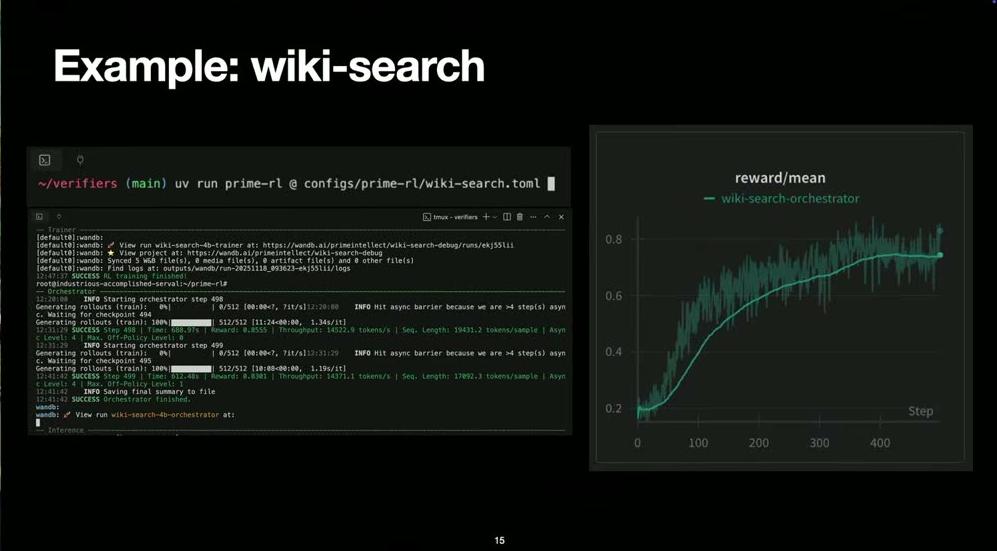 Example: wiki-search
~/verifiers (main) uv run prime-rl @ configs/prime-rl/wiki-search.toml
tmux - verifiers
Trainer
[default0]:wandb:
[default0]:wandb: 🚀 View run wiki-search-4b-trainer at: https://wandb.ai/primeintellect/wiki-search-debug/runs/ekj55lii
[default0]:wandb: ⭐ View project at: https://wandb.ai/primeintellect/wiki-search-debug
[default0]:wandb: Synced 5 W&B file(s), 0 media file(s), 0 artifact file(s) and 0 other file(s)
[default0]:wandb: Find logs at: outputs/wandb/run-20251118_093623-ekj55lii/logs
12:47:37 SUCCESS RL training finished!
root@industrious-accomplished-serval:~/prime-rl#
Orchestrator
12:20:08 INFO Starting orchestrator step 498
Generating rollouts (train): 0%| | 0/512 [00:00<?, ?it/s]12:20:08 INFO Hit async barrier because we are >4 step(s) asyn
c. Waiting for checkpoint 494
Generating rollouts (train): 100%| | 512/512 [11:24<00:00, 1.34s/it]
12:31:29 SUCCESS Step 498 | Time: 688.97s | Reward: 0.8555 | Throughput: 14522.9 tokens/s | Seq. Length: 19431.2 tokens/sample | Asyn
c Level: 4 | Max. Off-Policy Level: 0
12:31:29 INFO Starting orchestrator step 499
Generating rollouts (train): 0%| | 0/512 [00:00<?, ?it/s]12:31:29 INFO Hit async barrier because we are >4 step(s) asyn
c. Waiting for checkpoint 495
Generating rollouts (train): 100%| | 512/512 [10:08<00:00, 1.19s/it]
12:41:42 SUCCESS Step 499 | Time: 612.48s | Reward: 0.8301 | Throughput: 14371.1 tokens/s | Seq. Length: 17092.3 tokens/sample | Asyn
c Level: 4 | Max. Off-Policy Level: 1
12:41:42 INFO Saving final summary to file
12:41:42 SUCCESS Orchestrator finished.
wandb:
wandb: 🚀 View run wiki-search-4b-orchestrator at:
Inference
reward/mean
wiki-search-orchestrator
0.8
0.6
0.4
0.2
Step
0 100 200 300 400
15